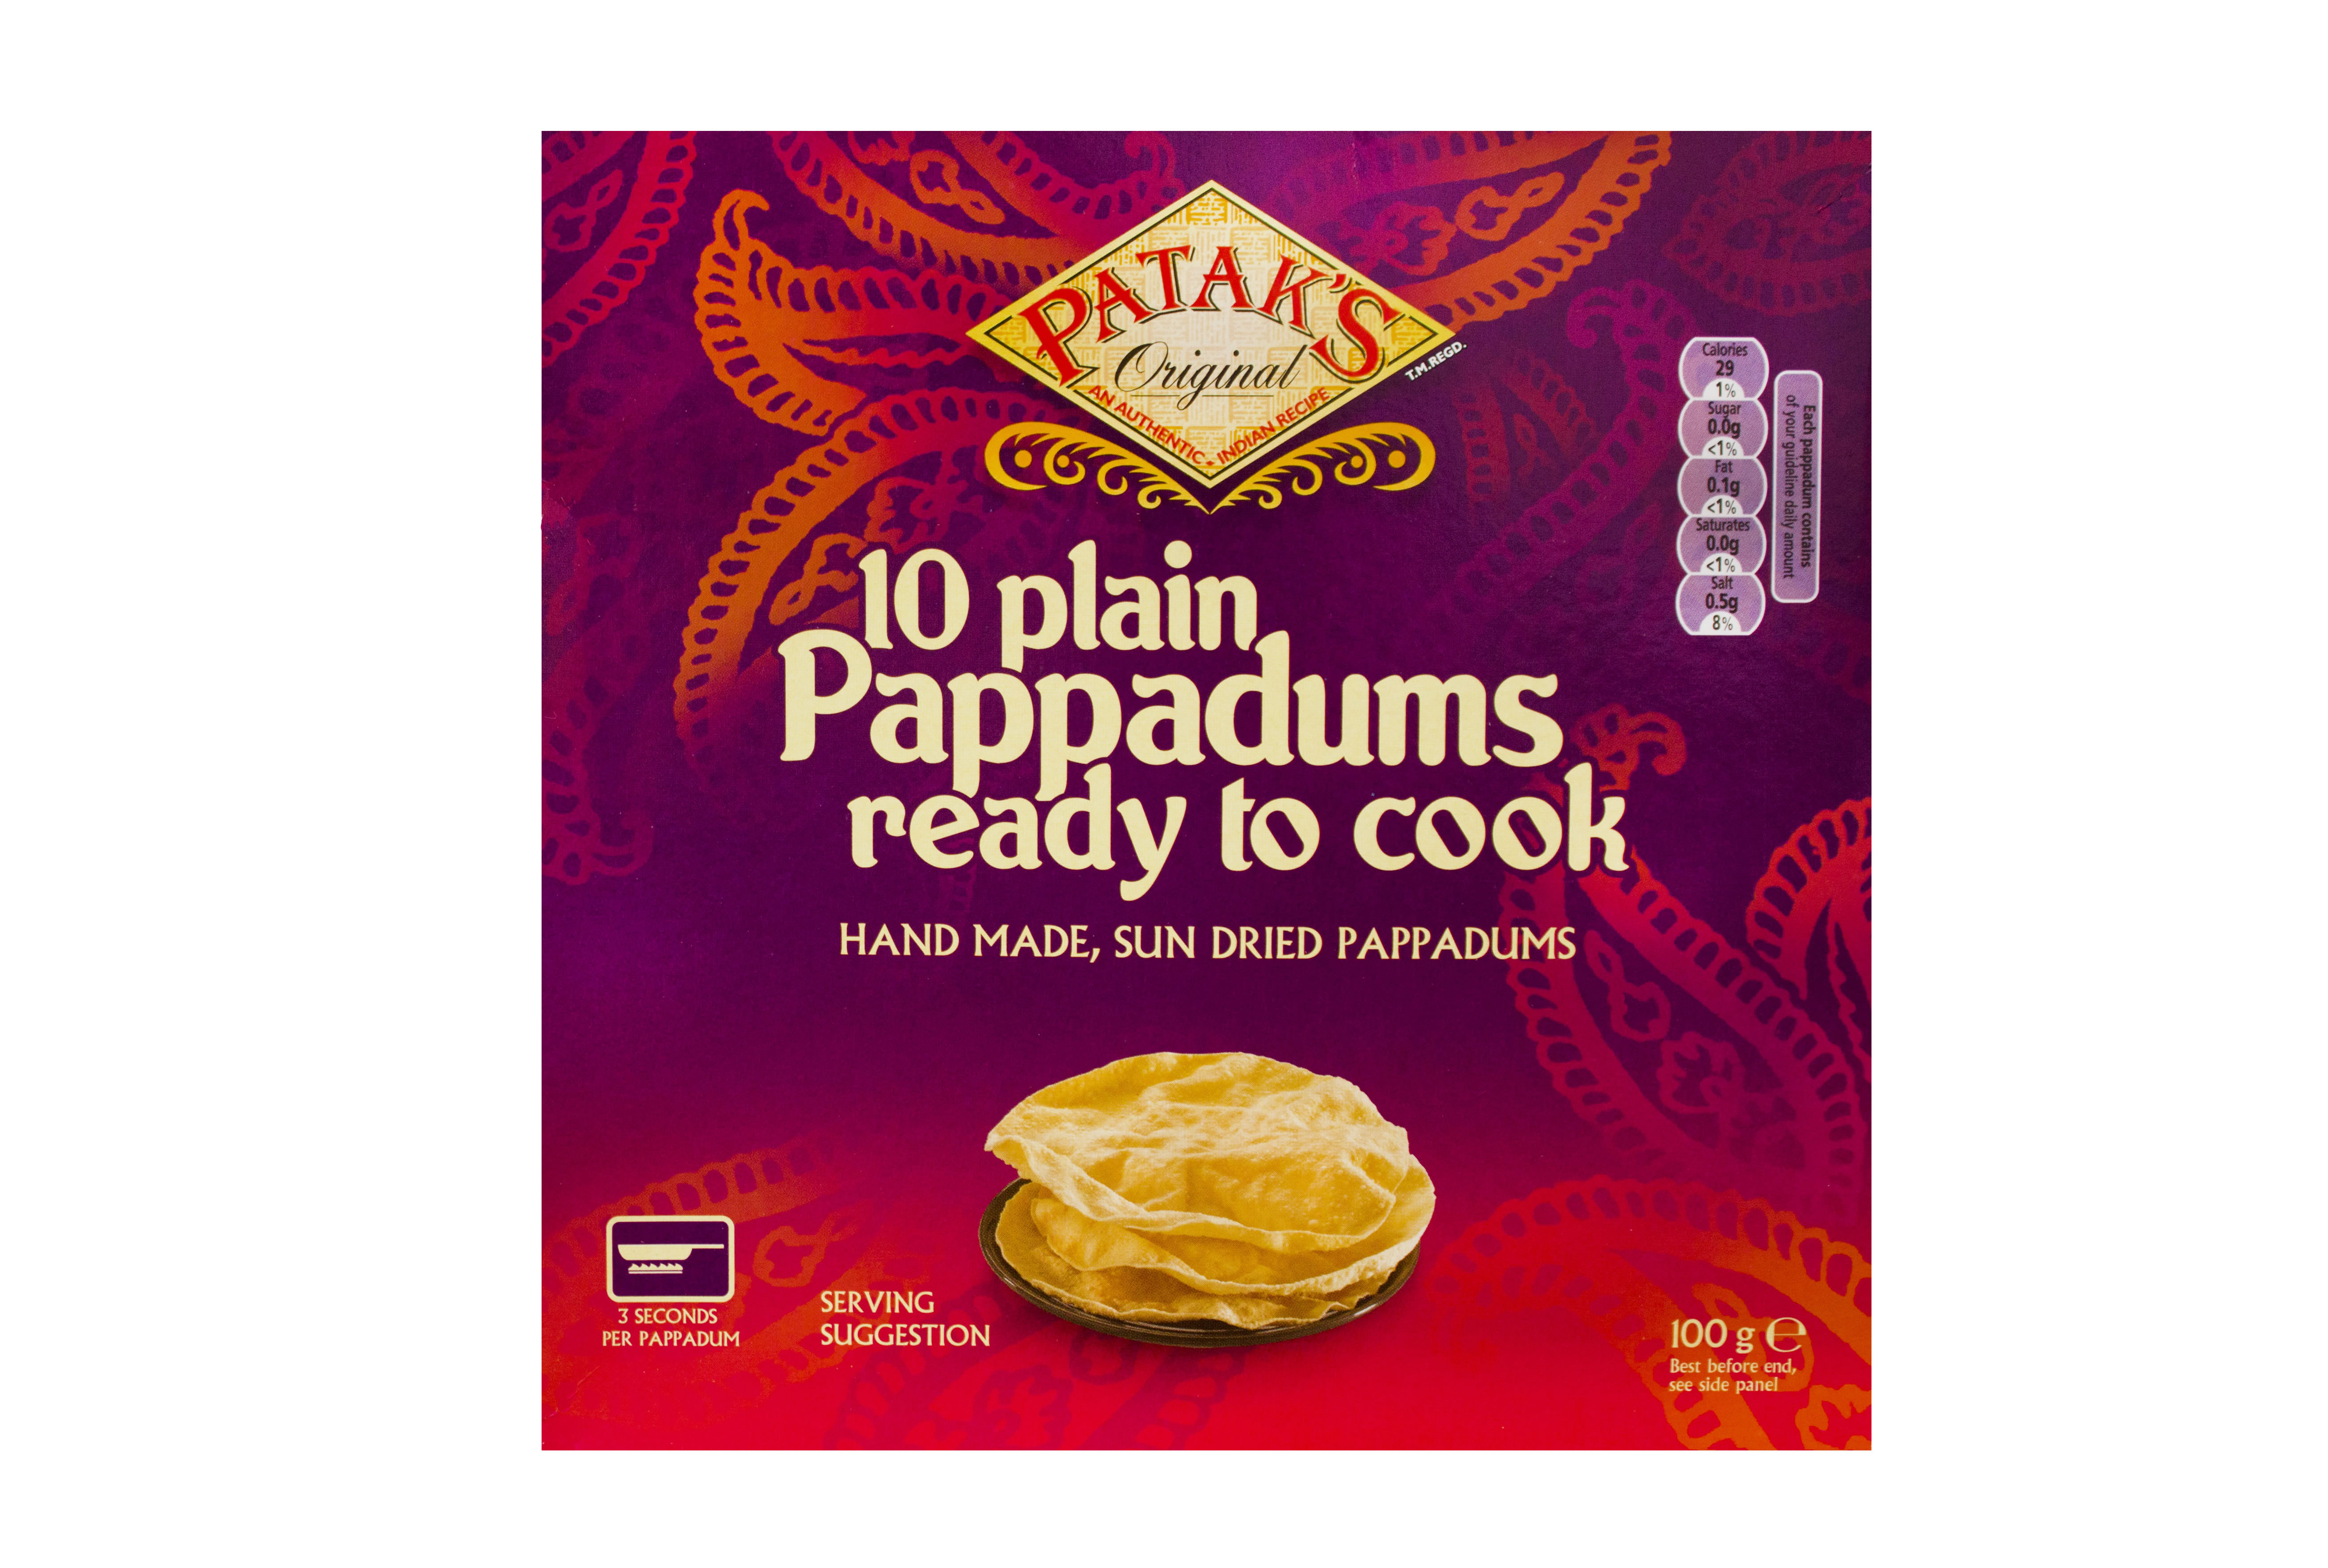 PATAK'S
Original
AN AUTHENTIC • INDIAN RECIPE
T.M.REGD.
Calories
29
1%
Sugar
0.0g
<1%
Fat
0.1g
<1%
Saturates
0.0g
<1%
Salt
0.5g
8%
Each pappadum contains
of your guideline daily amount
10 plain
Pappadums
ready to cook
HAND MADE, SUN DRIED PAPPADUMS
3 SECONDS
PER PAPPADUM
SERVING
SUGGESTION
100 g ℮
Best before end,
see side panel